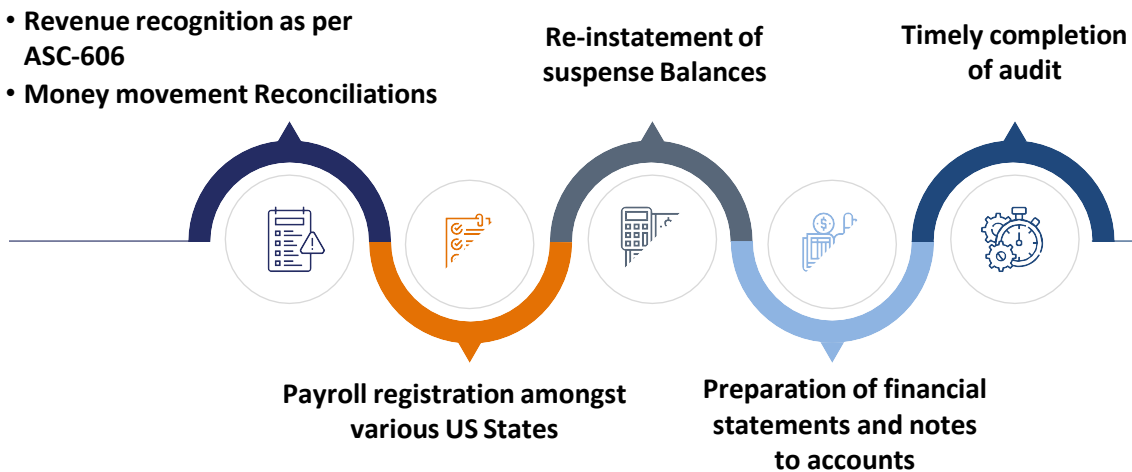 • Revenue recognition as per
ASC-606
• Money movement Reconciliations
Payroll registration amongst
various US States
Re-instatement of
suspense Balances
Preparation of financial
statements and notes
to accounts
Timely completion
of audit